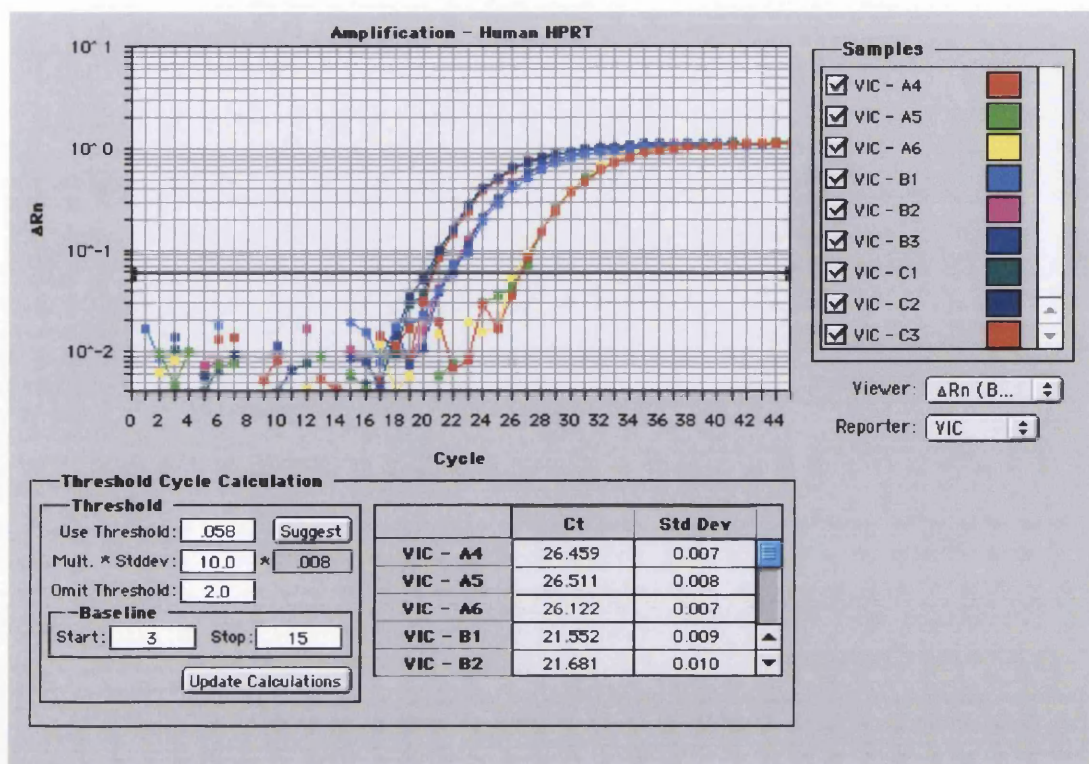 Amplification - Human HPRT
10^ 1
10^ 0
10^-1
10^-2
ΔRn
0 2 4 6 8 10 12 14 16 18 20 22 24 26 28 30 32 34 36 38 40 42 44
Cycle
Samples
VIC - A4
VIC - A5
VIC - A6
VIC - B1
VIC - B2
VIC - B3
VIC - C1
VIC - C2
VIC - C3
Viewer: ΔRn (B...
Reporter: VIC
Threshold Cycle Calculation
Threshold
Use Threshold: .058 Suggest
Mult. * Stddev: 10.0 * .008
Omit Threshold: 2.0
Baseline
Start: 3 Stop: 15
Update Calculations
Ct Std Dev
VIC - A4 26.459 0.007
VIC - A5 26.511 0.008
VIC - A6 26.122 0.007
VIC - B1 21.552 0.009
VIC - B2 21.681 0.010